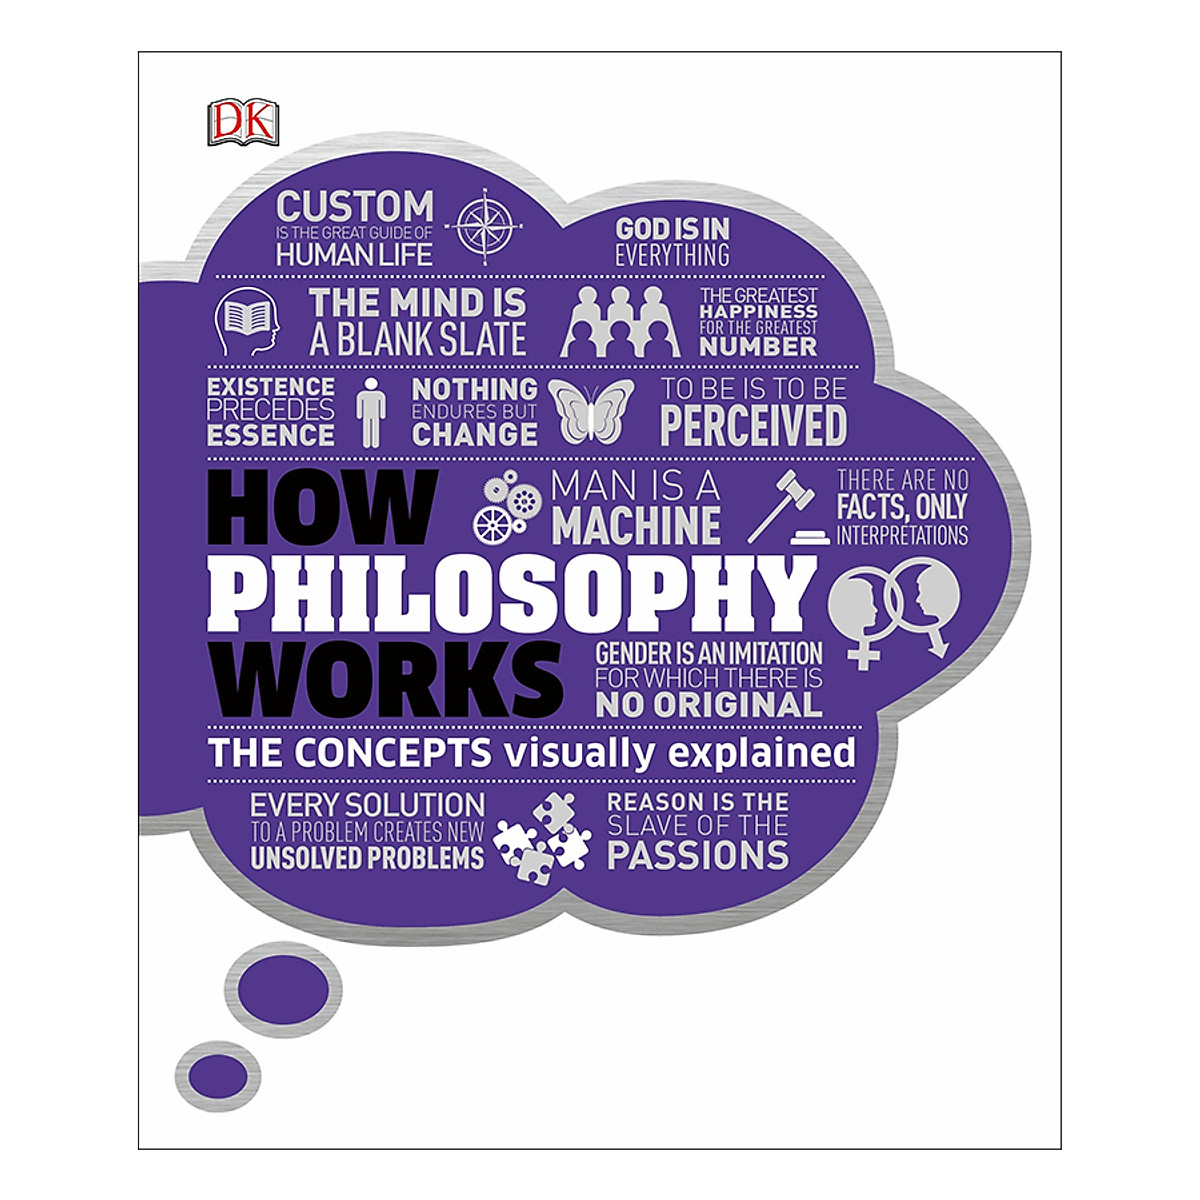 DK
CUSTOM
IS THE GREAT GUIDE OF
HUMAN LIFE
N
W
E
S
GOD IS IN
EVERYTHING
THE MIND IS
A BLANK SLATE
THE GREATEST
HAPPINESS
FOR THE GREATEST
NUMBER
EXISTENCE
PRECEDES
ESSENCE
NOTHING
ENDURES BUT
CHANGE
TO BE IS TO BE
PERCEIVED
HOW
MAN IS A
MACHINE
THERE ARE NO
FACTS, ONLY
INTERPRETATIONS
PHILOSOPHY
WORKS
GENDER IS AN IMITATION
FOR WHICH THERE IS
NO ORIGINAL
THE CONCEPTS visually explained
EVERY SOLUTION
TO A PROBLEM CREATES NEW
UNSOLVED PROBLEMS
REASON IS THE
SLAVE OF THE
PASSIONS